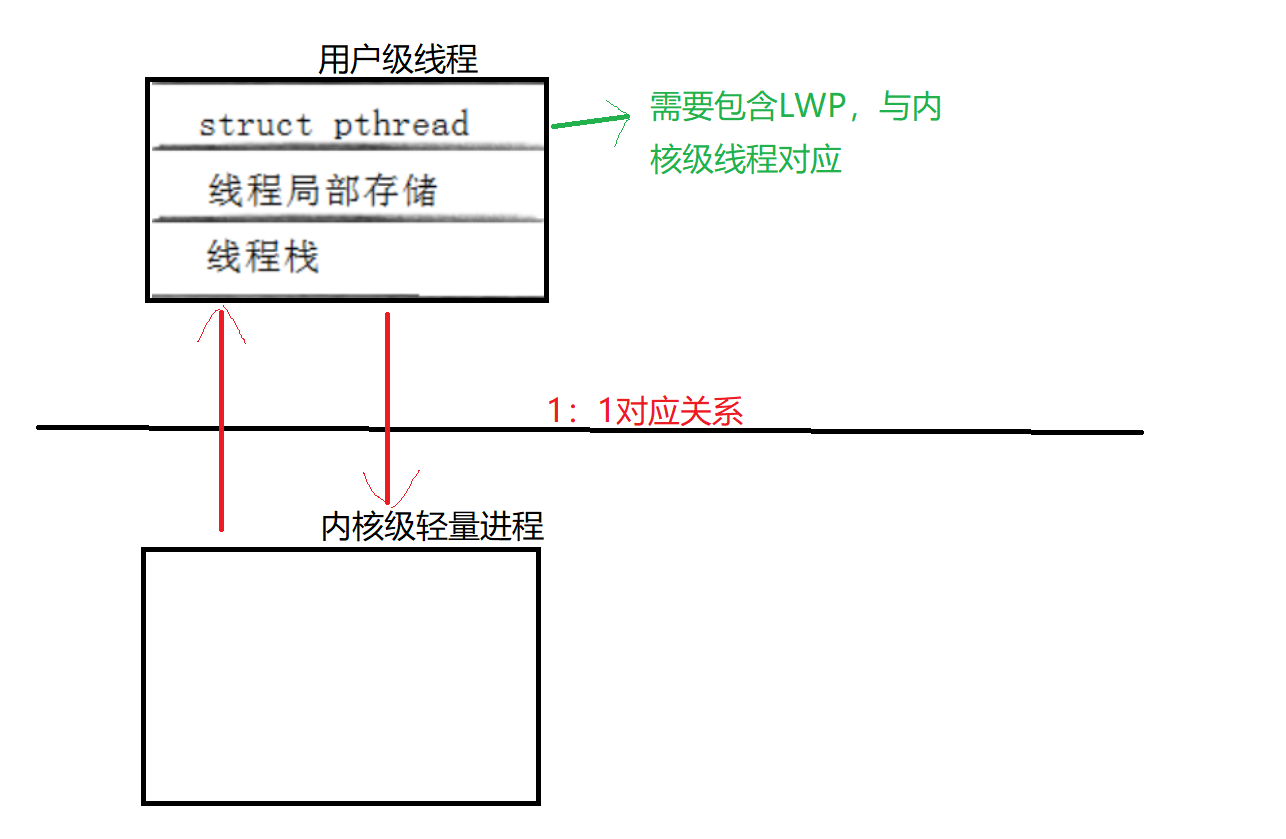 用户级线程
struct pthread
需要包含LWP，与内
核级线程对应
线程局部存储
线程栈
1：1对应关系
内核级轻量进程